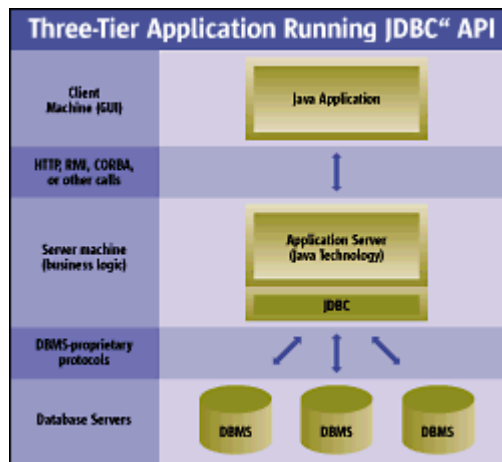 Three-Tier Application Running JDBC“ API
Client
Machine (GUI)
Java Application
HTTP, RMI, CORBA,
or other calls
Server machine
(business logic)
Application Server
(Java Technology)
JDBC
DBMS-proprietary
protocols
Database Servers
DBMS
DBMS
DBMS